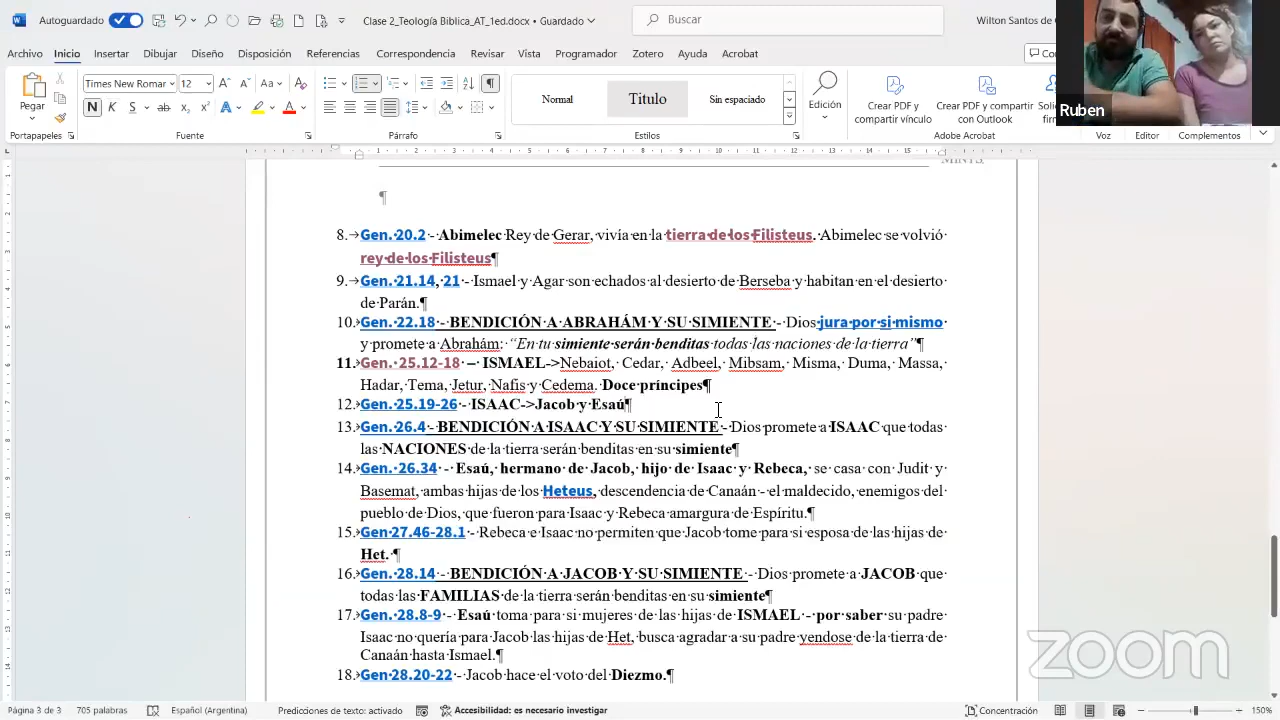 Autoguardado
Clase 2_Teología Biblica_AT_1ed.docx • Guardado
Buscar
Wilton Santos de
Archivo Inicio Insertar Dibujar Diseño Disposición Referencias Correspondencia Revisar Vista Programador Zotero Ayuda Acrobat
Times New Roman 12
Normal
Titulo
Sin espaciado
Pegar
Edición
Crear PDF y compartir vínculo
Crear PDF y compartir con Outlook
Ruben
Portapapeles Fuente Párrafo Estilos Adobe Acrobat Voz Editor Complementos
MINTS
8. Gen. 20.2 - Abimelec Rey de Gerar, vivía en la tierra de los Filisteus. Abimelec se volvió
rey de los Filisteus¶
9. Gen. 21.14, 21 - Ismael y Agar son echados al desierto de Berseba y habitan en el desierto
de Parán.¶
10. Gen. 22.18 - BENDICIÓN A ABRAHÁM Y SU SIMIENTE - Dios jura por si mismo
y promete a Abrahám: “En tu simiente serán benditas todas las naciones de la tierra”¶
11. Gen. 25.12-18 – ISMAEL->Nebaiot, Cedar, Adbeel, Mibsam, Misma, Duma, Massa,
Hadar, Tema, Jetur, Nafis y Cedema. Doce príncipes¶
12. Gen. 25.19-26 - ISAAC->Jacob y Esaú¶
13. Gen. 26.4 - BENDICIÓN A ISAAC Y SU SIMIENTE - Dios promete a ISAAC que todas
las NACIONES de la tierra serán benditas en su simiente¶
14. Gen. 26.34 - Esaú, hermano de Jacob, hijo de Isaac y Rebeca, se casa con Judit y
Basemat, ambas hijas de los Heteus, descendencia de Canaán - el maldecido, enemigos del
pueblo de Dios, que fueron para Isaac y Rebeca amargura de Espíritu.¶
15. Gen 27.46-28.1 - Rebeca e Isaac no permiten que Jacob tome para si esposa de las hijas de
Het. ¶
16. Gen. 28.14 - BENDICIÓN A JACOB Y SU SIMIENTE - Dios promete a JACOB que
todas las FAMILIAS de la tierra serán benditas en su simiente¶
17. Gen. 28.8-9 - Esaú toma para si mujeres de las hijas de ISMAEL - por saber su padre
Isaac no quería para Jacob las hijas de Het, busca agradar a su padre yendose de la tierra de
Canaán hasta Ismael.¶
18. Gen 28.20-22 - Jacob hace el voto del Diezmo.¶
zoom
Página 3 de 3 705 palabras Español (Argentina) Predicciones de texto: activado Accesibilidad: es necesario investigar Concentración 150%